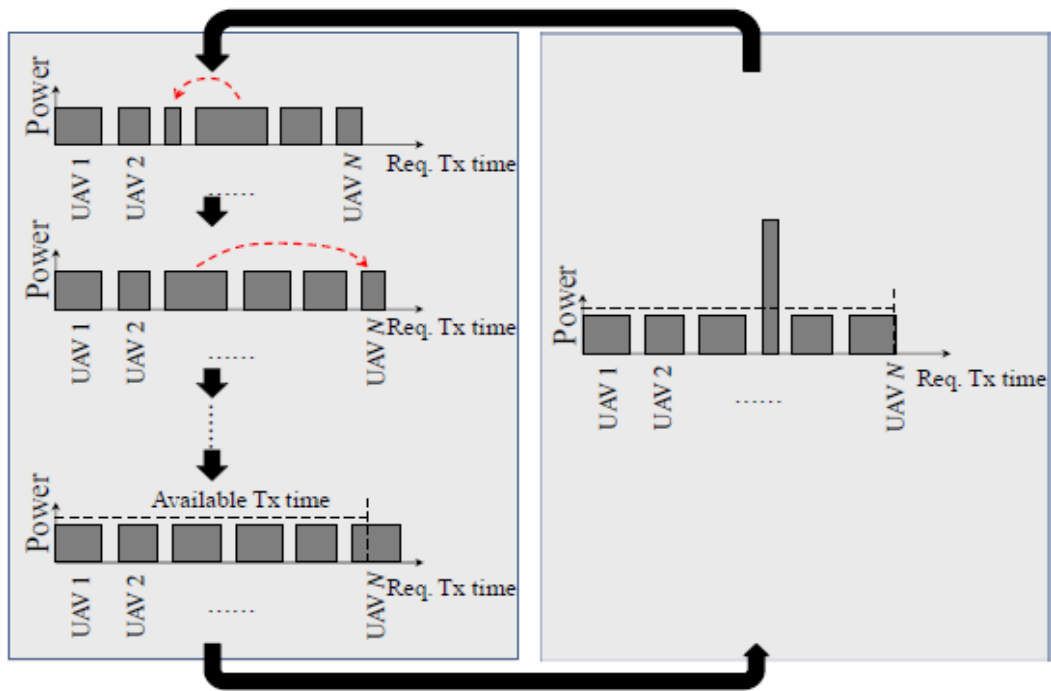 Power
Req. Tx time
UAV 1
UAV 2
......
UAV N
Power
Req. Tx time
UAV 1
UAV 2
......
UAV N
Available Tx time
Power
Req. Tx time
UAV 1
UAV 2
......
UAV N
Power
Req. Tx time
UAV 1
UAV 2
......
UAV N